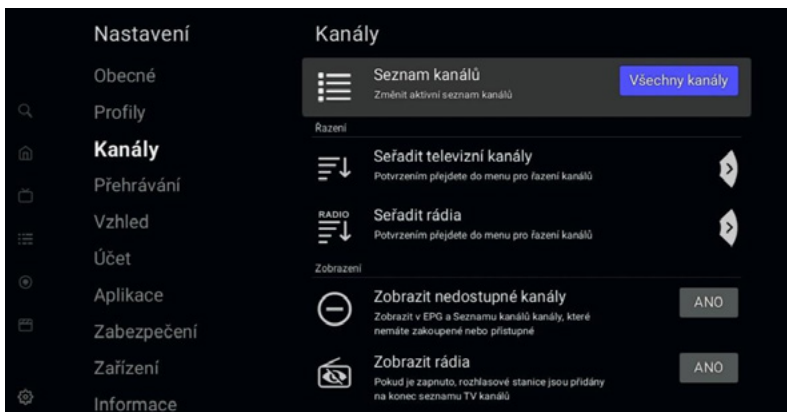 Nastavení
Obecné
Profily
Kanály
Přehrávání
Vzhled
Účet
Aplikace
Zabezpečení
Zařízení
Informace
Kanály
Seznam kanálů
Změnit aktivní seznam kanálů
Všechny kanály
Řazení
Seřadit televizní kanály
Potvrzením přejdete do menu pro řazení kanálů
RADIO
Seřadit rádia
Potvrzením přejdete do menu pro řazení kanálů
Zobrazení
Zobrazit nedostupné kanály
Zobrazit v EPG a Seznamu kanálů kanály, které
nemáte zakoupené nebo přístupné
ANO
Zobrazit rádia
Pokud je zapnuto, rozhlasové stanice jsou přidány
na konec seznamu TV kanálů
ANO